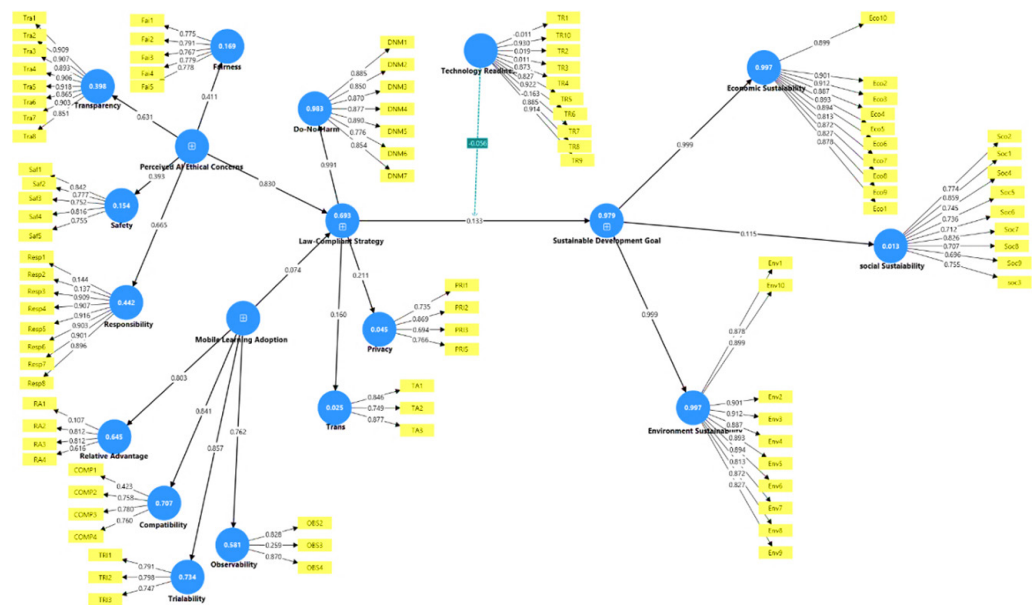 Tra1
Tra2
Tra3
Tra4
Tra5
Tra6
Tra7
Tra8
0.909
0.907
0.893
0.906
0.918
0.865
0.903
0.851
0.398
Transparency
Fai1
Fai2
Fai3
Fai4
Fai5
0.775
0.791
0.767
0.779
0.778
0.169
Fairness
0.631
0.411
Perceived AI Ethical Concerns
0.393
0.665
0.830
Saf1
Saf2
Saf3
Saf4
Saf5
0.842
0.777
0.752
0.816
0.755
0.154
Safety
Resp1
Resp2
Resp3
Resp4
Resp5
Resp6
Resp7
Resp8
0.144
0.137
0.909
0.907
0.916
0.903
0.901
0.896
0.442
Responsibility
DNM1
DNM2
DNM3
DNM4
DNM5
DNM6
DNM7
0.885
0.850
0.870
0.877
0.890
0.776
0.854
0.983
Do-No-Harm
0.991
0.693
Law-Compliant Strategy
0.074
0.211
0.160
0.133
Mobile Learning Adoption
0.803
0.841
0.857
0.762
PRI1
PRI2
PRI3
PRI5
0.735
0.869
0.694
0.766
0.045
Privacy
TA1
TA2
0.846
0.749
0.877
0.025
Trans
RA1
RA2
RA3
RA4
0.107
0.812
0.812
0.616
0.645
Relative Advantage
COMP1
COMP2
COMP3
COMP4
0.423
0.758
0.780
0.760
0.707
Compatibility
TRI1
TRI2
TRI3
0.791
0.798
0.747
0.734
Trialability
OBS2
OBS3
OBS4
0.828
0.259
0.870
0.581
Observability
Technology Readine...
TR1
TR10
TR2
TR3
TR4
TR5
TR6
TR7
TR8
TR9
-0.011
0.930
0.019
0.011
0.873
0.827
0.922
-0.163
0.885
0.914
-0.056
0.979
Sustainable Development Goal
0.999
0.115
0.999
0.997
Economic Sustaiability
Eco10
0.899
Eco2
Eco3
Eco4
Eco5
Eco6
Eco7
Eco8
Eco9
Eco1
0.901
0.912
0.887
0.893
0.894
0.813
0.872
0.827
0.878
0.013
social Sustaiability
Soc2
Soc1
Soc4
Soc5
Soc6
Soc7
Soc8
Soc9
soc3
0.774
0.859
0.745
0.736
0.712
0.826
0.707
0.696
0.755
0.997
Environment Sustainab
Env1
Env10
0.878
0.899
Env2
Env3
Env4
Env5
Env6
Env7
Env8
Env9
0.901
0.912
0.887
0.893
0.894
0.813
0.872
0.827